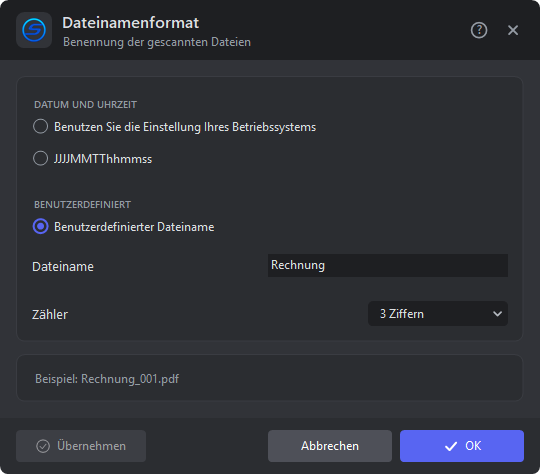 Dateinamenformat
Benennung der gescannten Dateien
DATUM UND UHRZEIT
Benutzen Sie die Einstellung Ihres Betriebssystems
JJJJMMTThhmmss
BENUTZERDEFINIERT
Benutzerdefinierter Dateiname
Dateiname
Rechnung
Zähler
3 Ziffern
Beispiel: Rechnung_001.pdf
Übernehmen
Abbrechen
OK